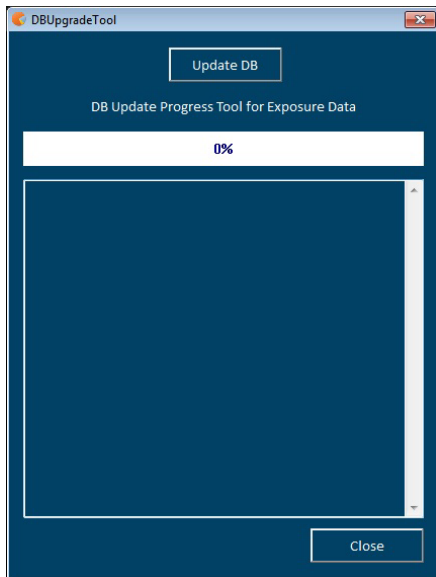 DBUpgradeTool
Update DB
DB Update Progress Tool for Exposure Data
0%
Close